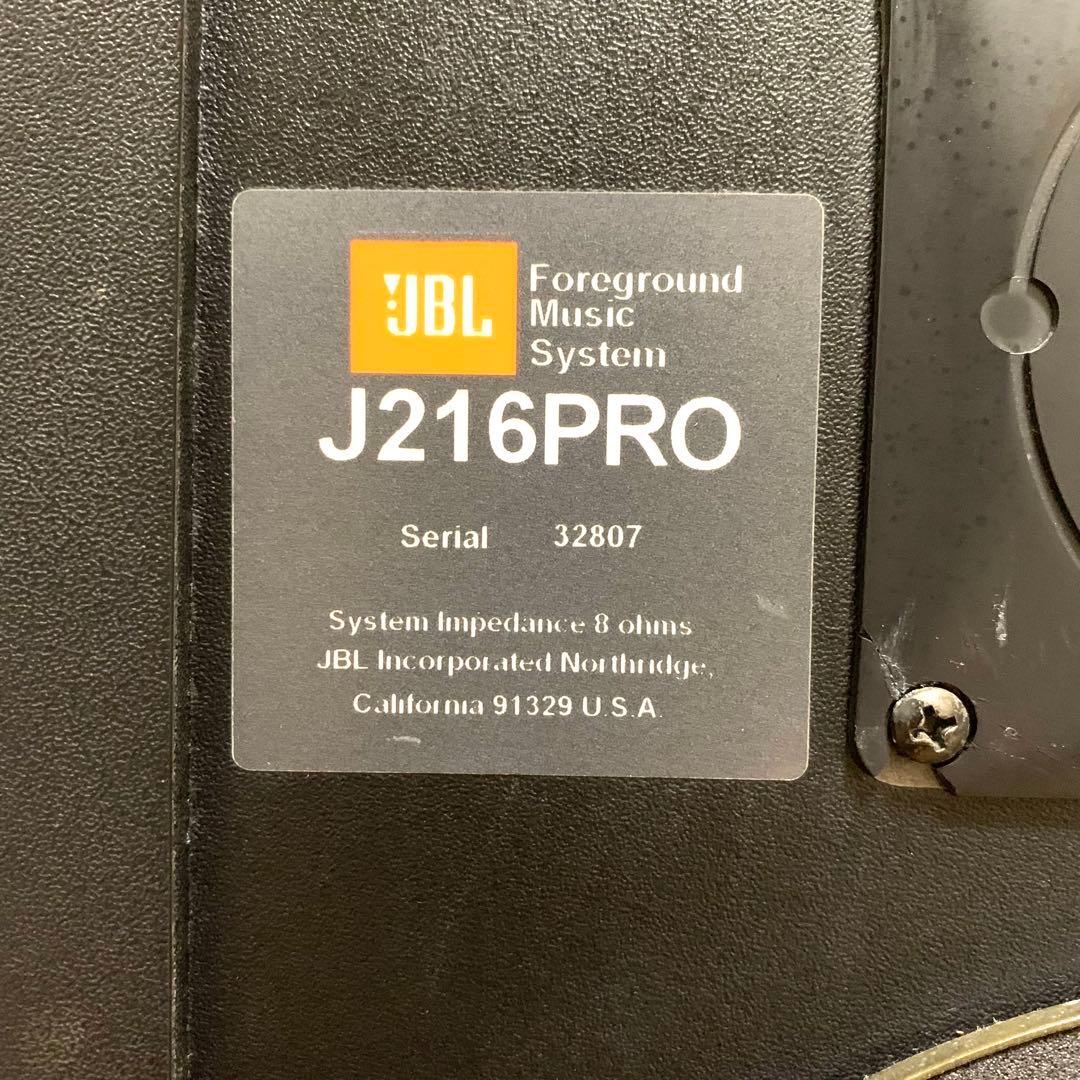 JBL
Foreground
Music
System
J216PRO
Serial 32807
System Impedance 8 ohms
JBL Incorporated Northridge,
California 91329 U.S.A.